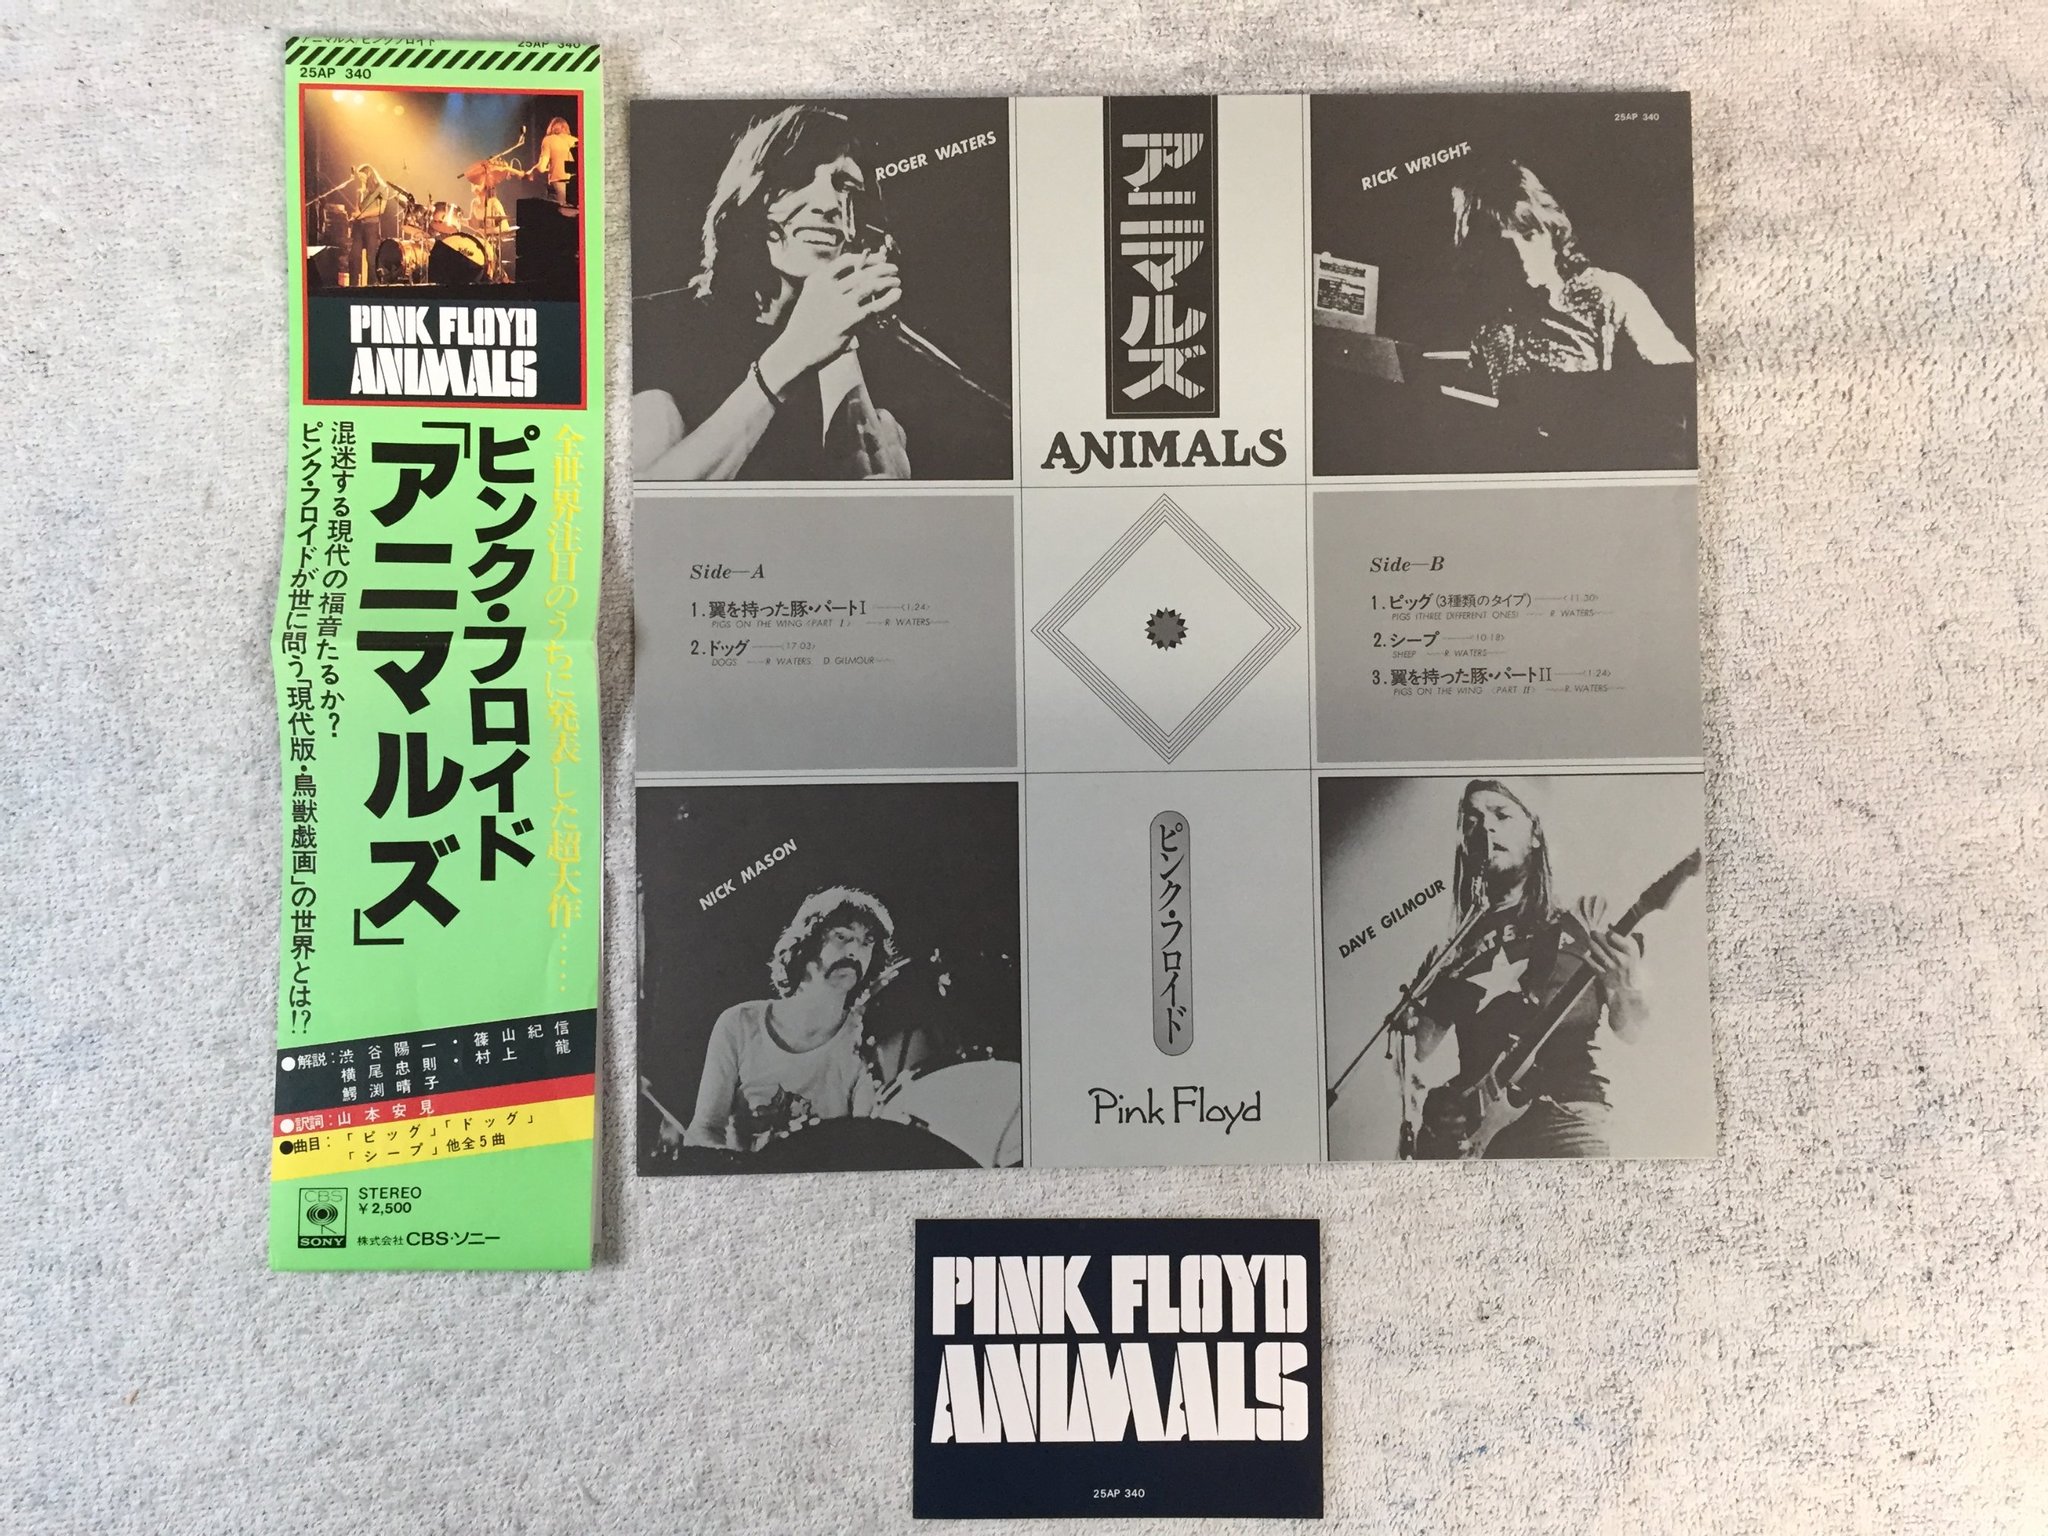 アニマルズ/ピンクフロイド 25AP 340
25AP 340
PINK FLOYD
ANIMALS
全世界注目のうちに発表した超大作……
ピンク・フロイド
「アニマルズ」
混迷する現代の福音たるか?
ピンク・フロイドが世に問う「現代版・鳥獣戯画」の世界とは!?
●解説:渋谷陽一・篠山紀信
横尾忠則・村上龍
鰐渕晴子
●訳詞:山本安見
●曲目:「ピッグ」「ドッグ」
「シープ」他全5曲
CBS
SONY
STEREO
¥2,500
株式会社 CBS・ソニー
ROGER WATERS
アニマルズ
ANIMALS
RICK WRIGHT
25AP 340
Side—A
1.翼を持った豚・パートI——<1:24>
PIGS ON THE WING <PART I> —R. WATERS—
2.ドッグ——<17:03>
DOGS —R. WATERS D. GILMOUR—
Side—B
1.ピッグ(3種類のタイプ)——<11:30>
PIGS (THREE DIFFERENT ONES) —R. WATERS—
2.シープ——<10:18>
SHEEP —R. WATERS—
3.翼を持った豚・パートII——<1:24>
PIGS ON THE WING <PART II> —R. WATERS—
NICK MASON
ピンク・フロイド
Pink Floyd
DAVE GILMOUR
PINK FLOYD
ANIMALS
25AP 340